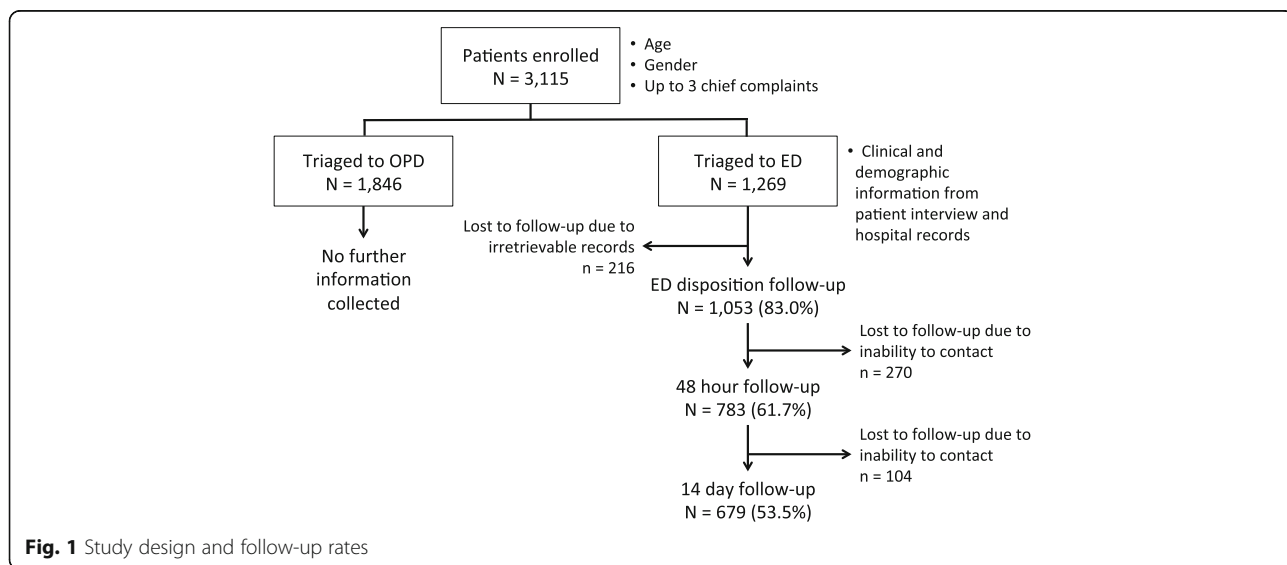 Patients enrolled
N = 3,115
• Age
• Gender
• Up to 3 chief complaints
Triaged to OPD
N = 1,846
Triaged to ED
N = 1,269
• Clinical and
demographic
information from
patient interview and
hospital records
No further
information
collected
Lost to follow-up due to
irretrievable records
n = 216
ED disposition follow-up
N = 1,053 (83.0%)
Lost to follow-up due to
inability to contact
n = 270
48 hour follow-up
N = 783 (61.7%)
Lost to follow-up due to
inability to contact
n = 104
14 day follow-up
N = 679 (53.5%)
Fig. 1 Study design and follow-up rates